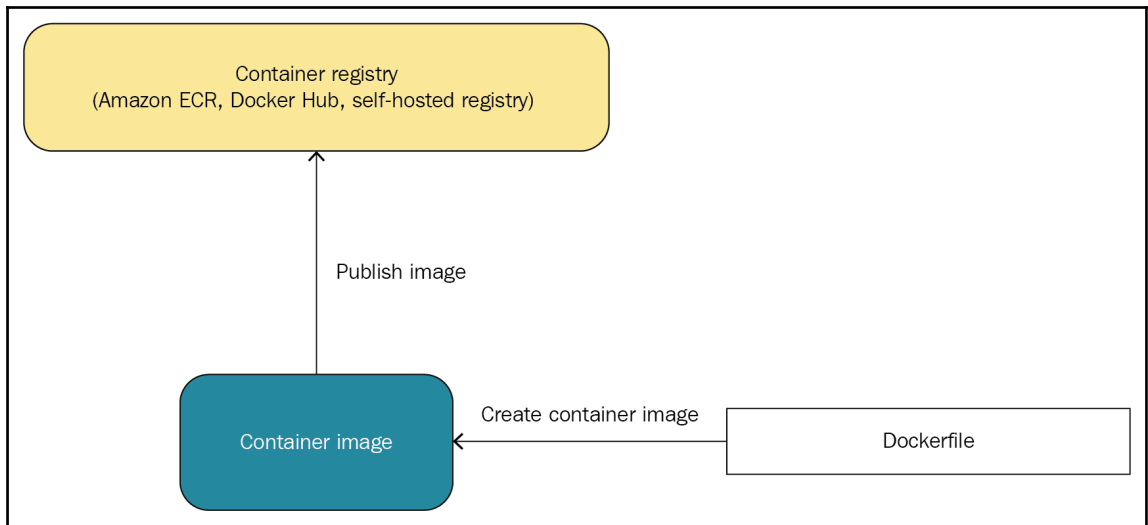 Container registry
(Amazon ECR, Docker Hub, self-hosted registry)
Publish image
Create container image
Container image
Dockerfile